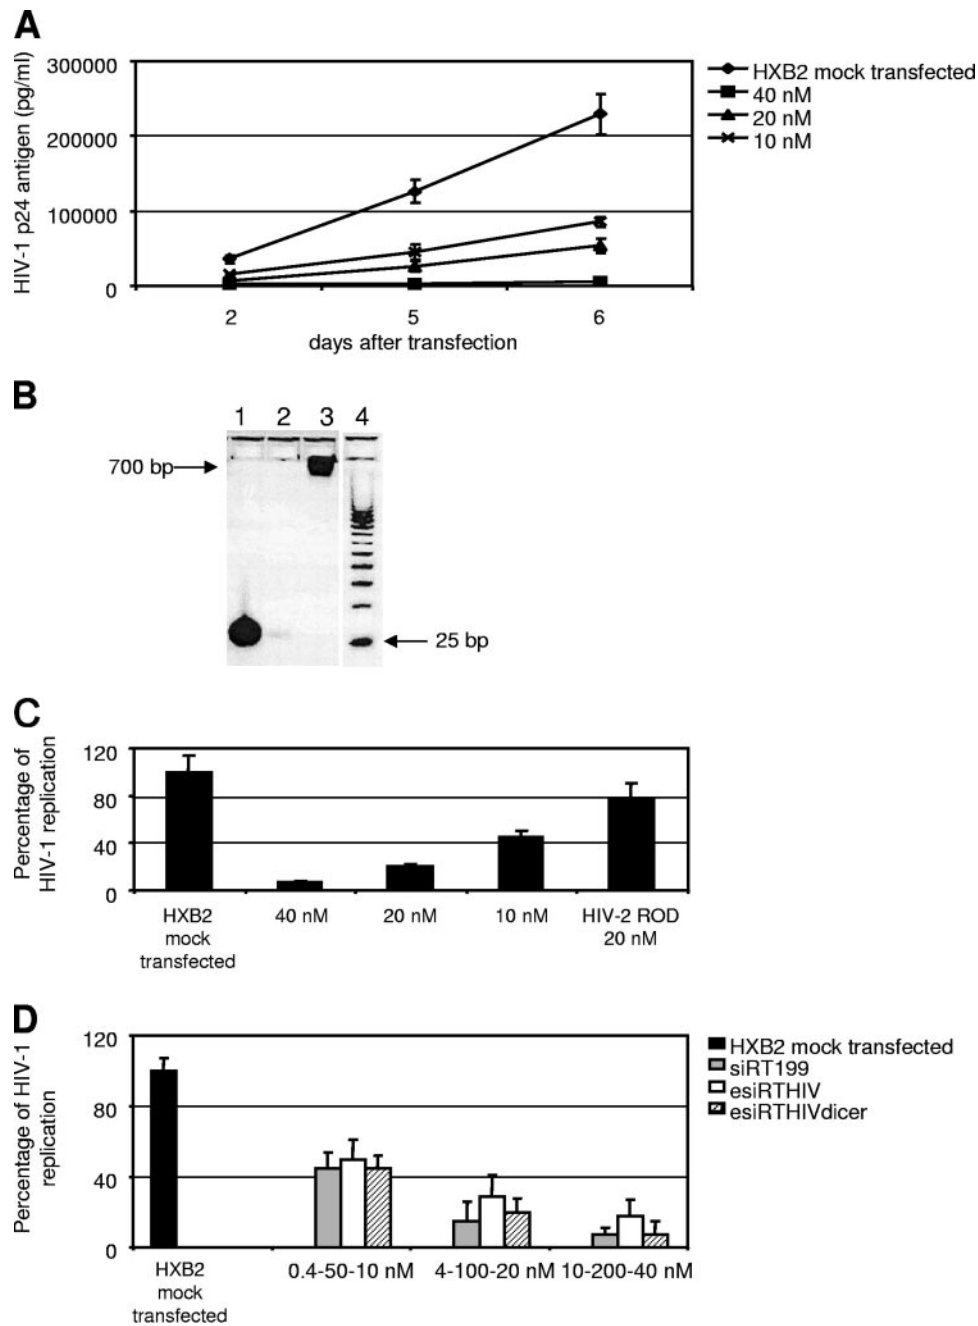 A
HIV-1 p24 antigen (pg/ml)
300000
200000
100000
0
2
5
6
days after transfection
HXB2 mock transfected
40 nM
20 nM
10 nM
B
1 2 3 4
700 bp
25 bp
C
Percentage of
HIV-1 replication
120
80
40
0
HXB2
mock
transfected
40 nM
20 nM
10 nM
HIV-2 ROD
20 nM
D
Percentage of HIV-1
replication
120
80
40
0
HXB2
mock
transfected
0.4-50-10 nM
4-100-20 nM
10-200-40 nM
HXB2 mock transfected
siRT199
esiRTHIV
esiRTHIVdicer